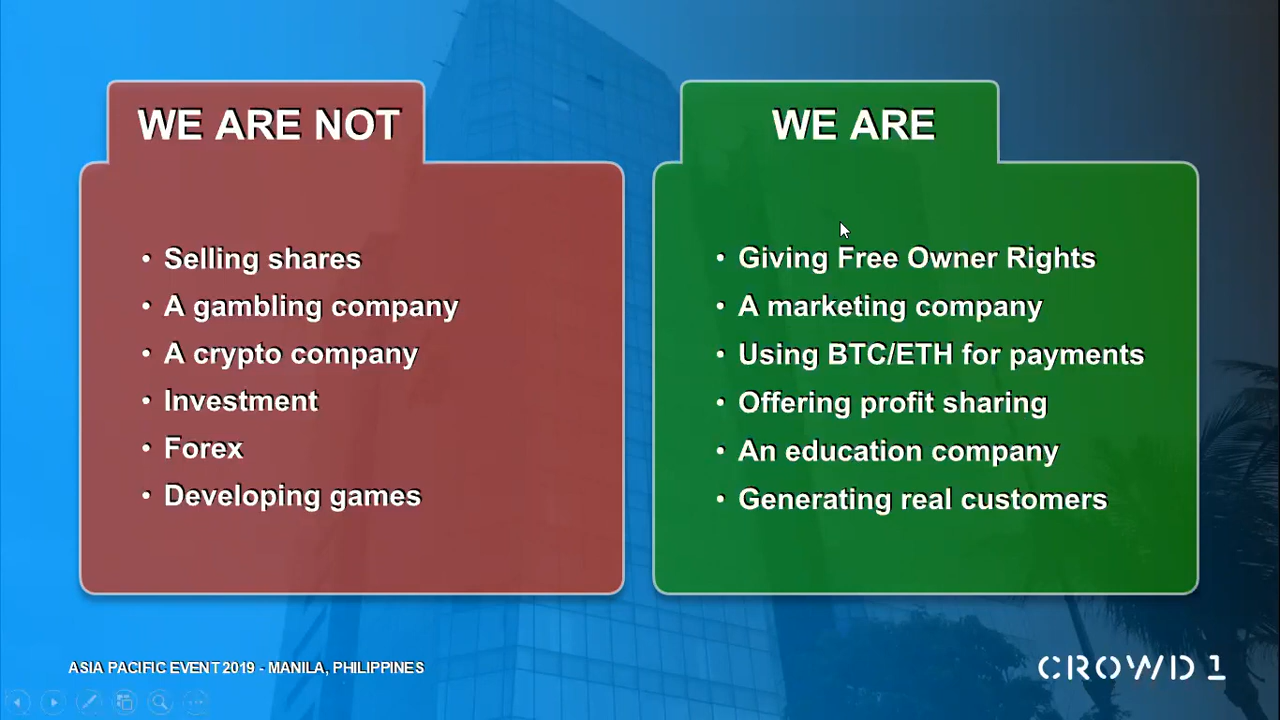 WE ARE NOT
• Selling shares
• A gambling company
• A crypto company
• Investment
• Forex
• Developing games
WE ARE
• Giving Free Owner Rights
• A marketing company
• Using BTC/ETH for payments
• Offering profit sharing
• An education company
• Generating real customers
ASIA PACIFIC EVENT 2019 - MANILA, PHILIPPINES
CROWD 1